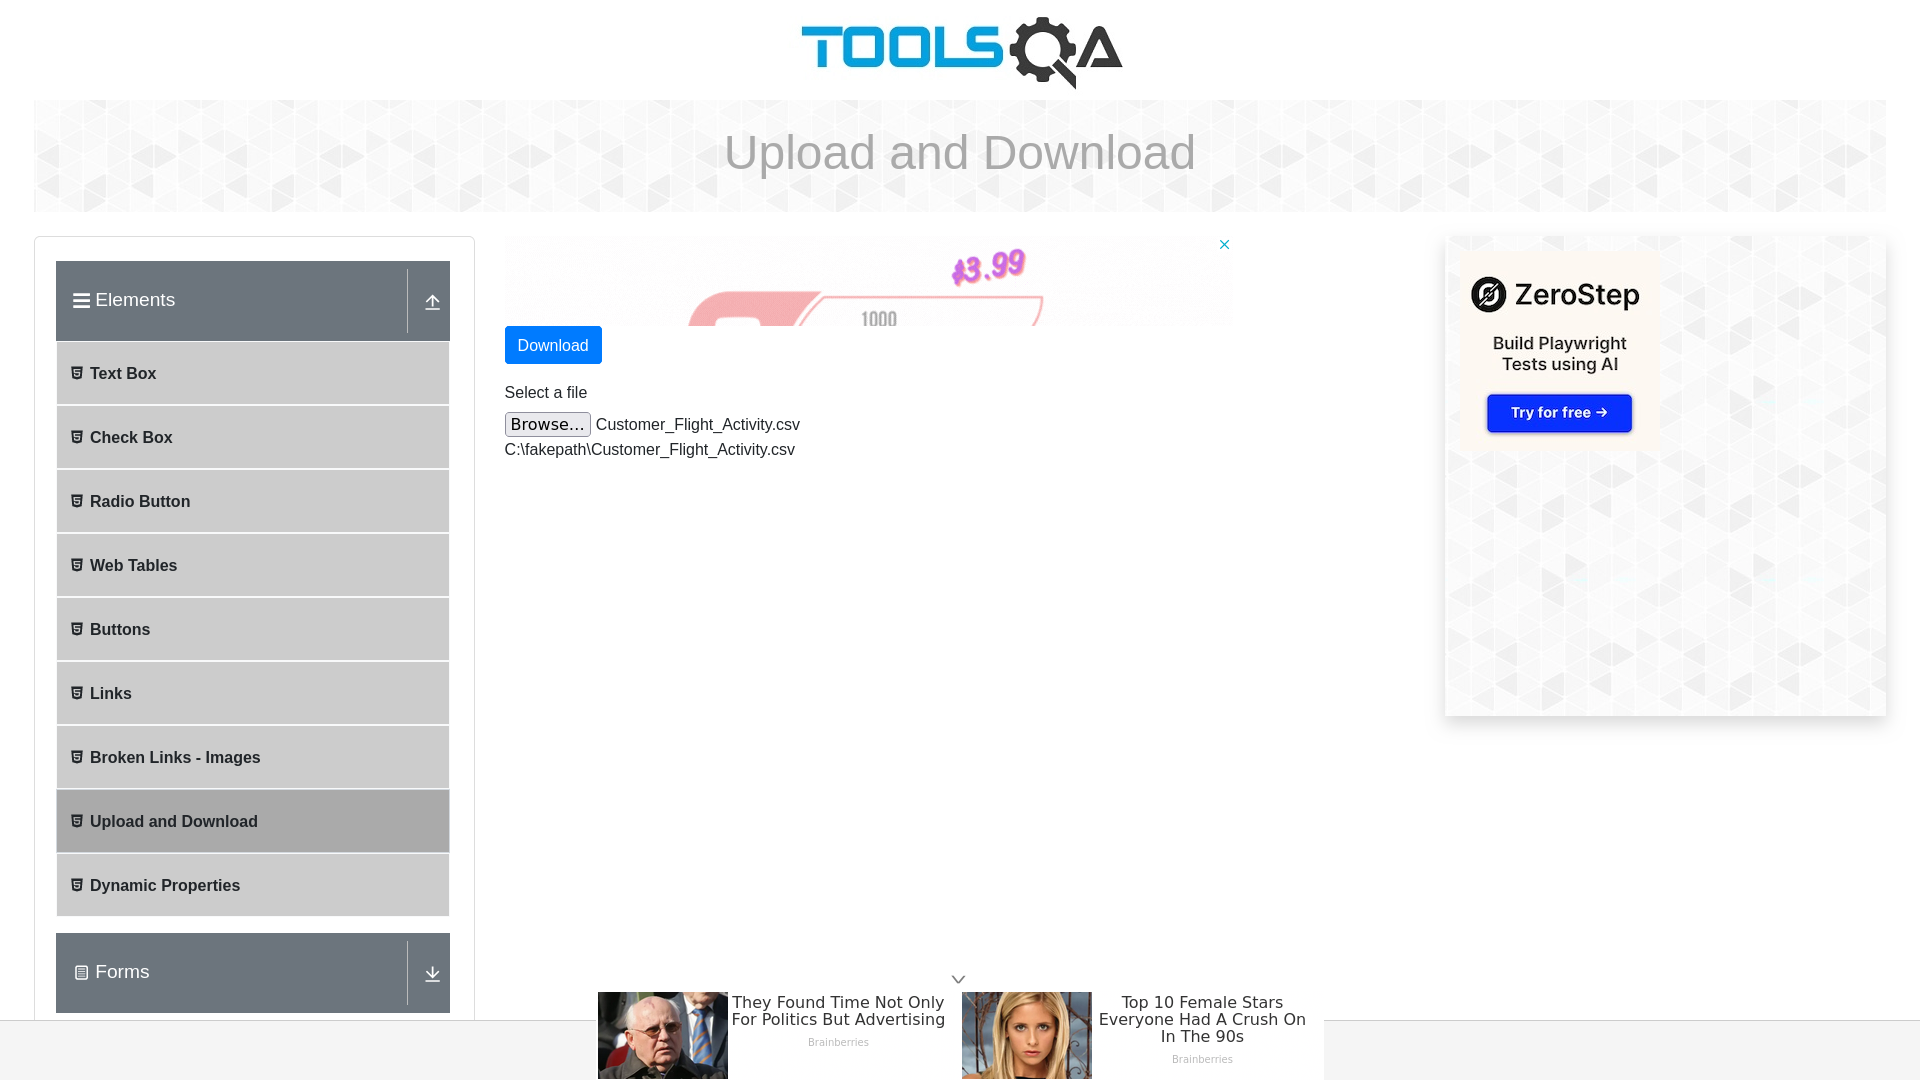 TOOLSQA
Upload and Download
Elements
Text Box
Check Box
Radio Button
Web Tables
Buttons
Links
Broken Links - Images
Upload and Download
Dynamic Properties
Forms
$3.99
1000
Download
Select a file
Browse... Customer_Flight_Activity.csv
C:\fakepath\Customer_Flight_Activity.csv
ZeroStep
Build Playwright
Tests using AI
Try for free →
They Found Time Not Only
For Politics But Advertising
Brainberries
Top 10 Female Stars
Everyone Had A Crush On
In The 90s
Brainberries